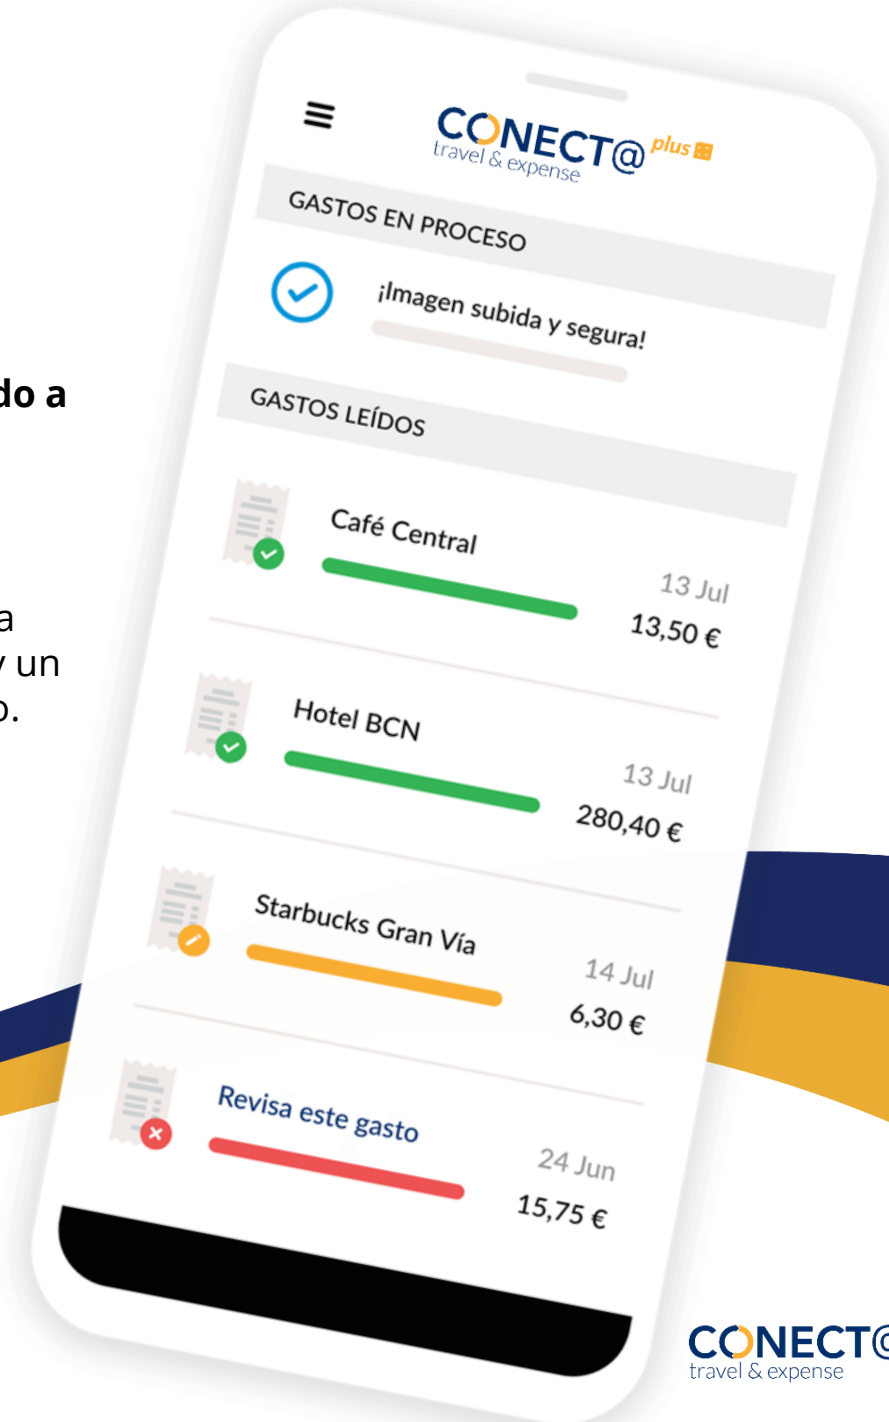 CONECT@ plus
travel & expense
GASTOS EN PROCESO
¡Imagen subida y segura!
GASTOS LEÍDOS
Café Central
13 Jul
13,50 €
Hotel BCN
13 Jul
280,40 €
Starbucks Gran Vía
14 Jul
6,30 €
Revisa este gasto
24 Jun
15,75 €
do a
a
y un
o.
CONECT@
travel & expense